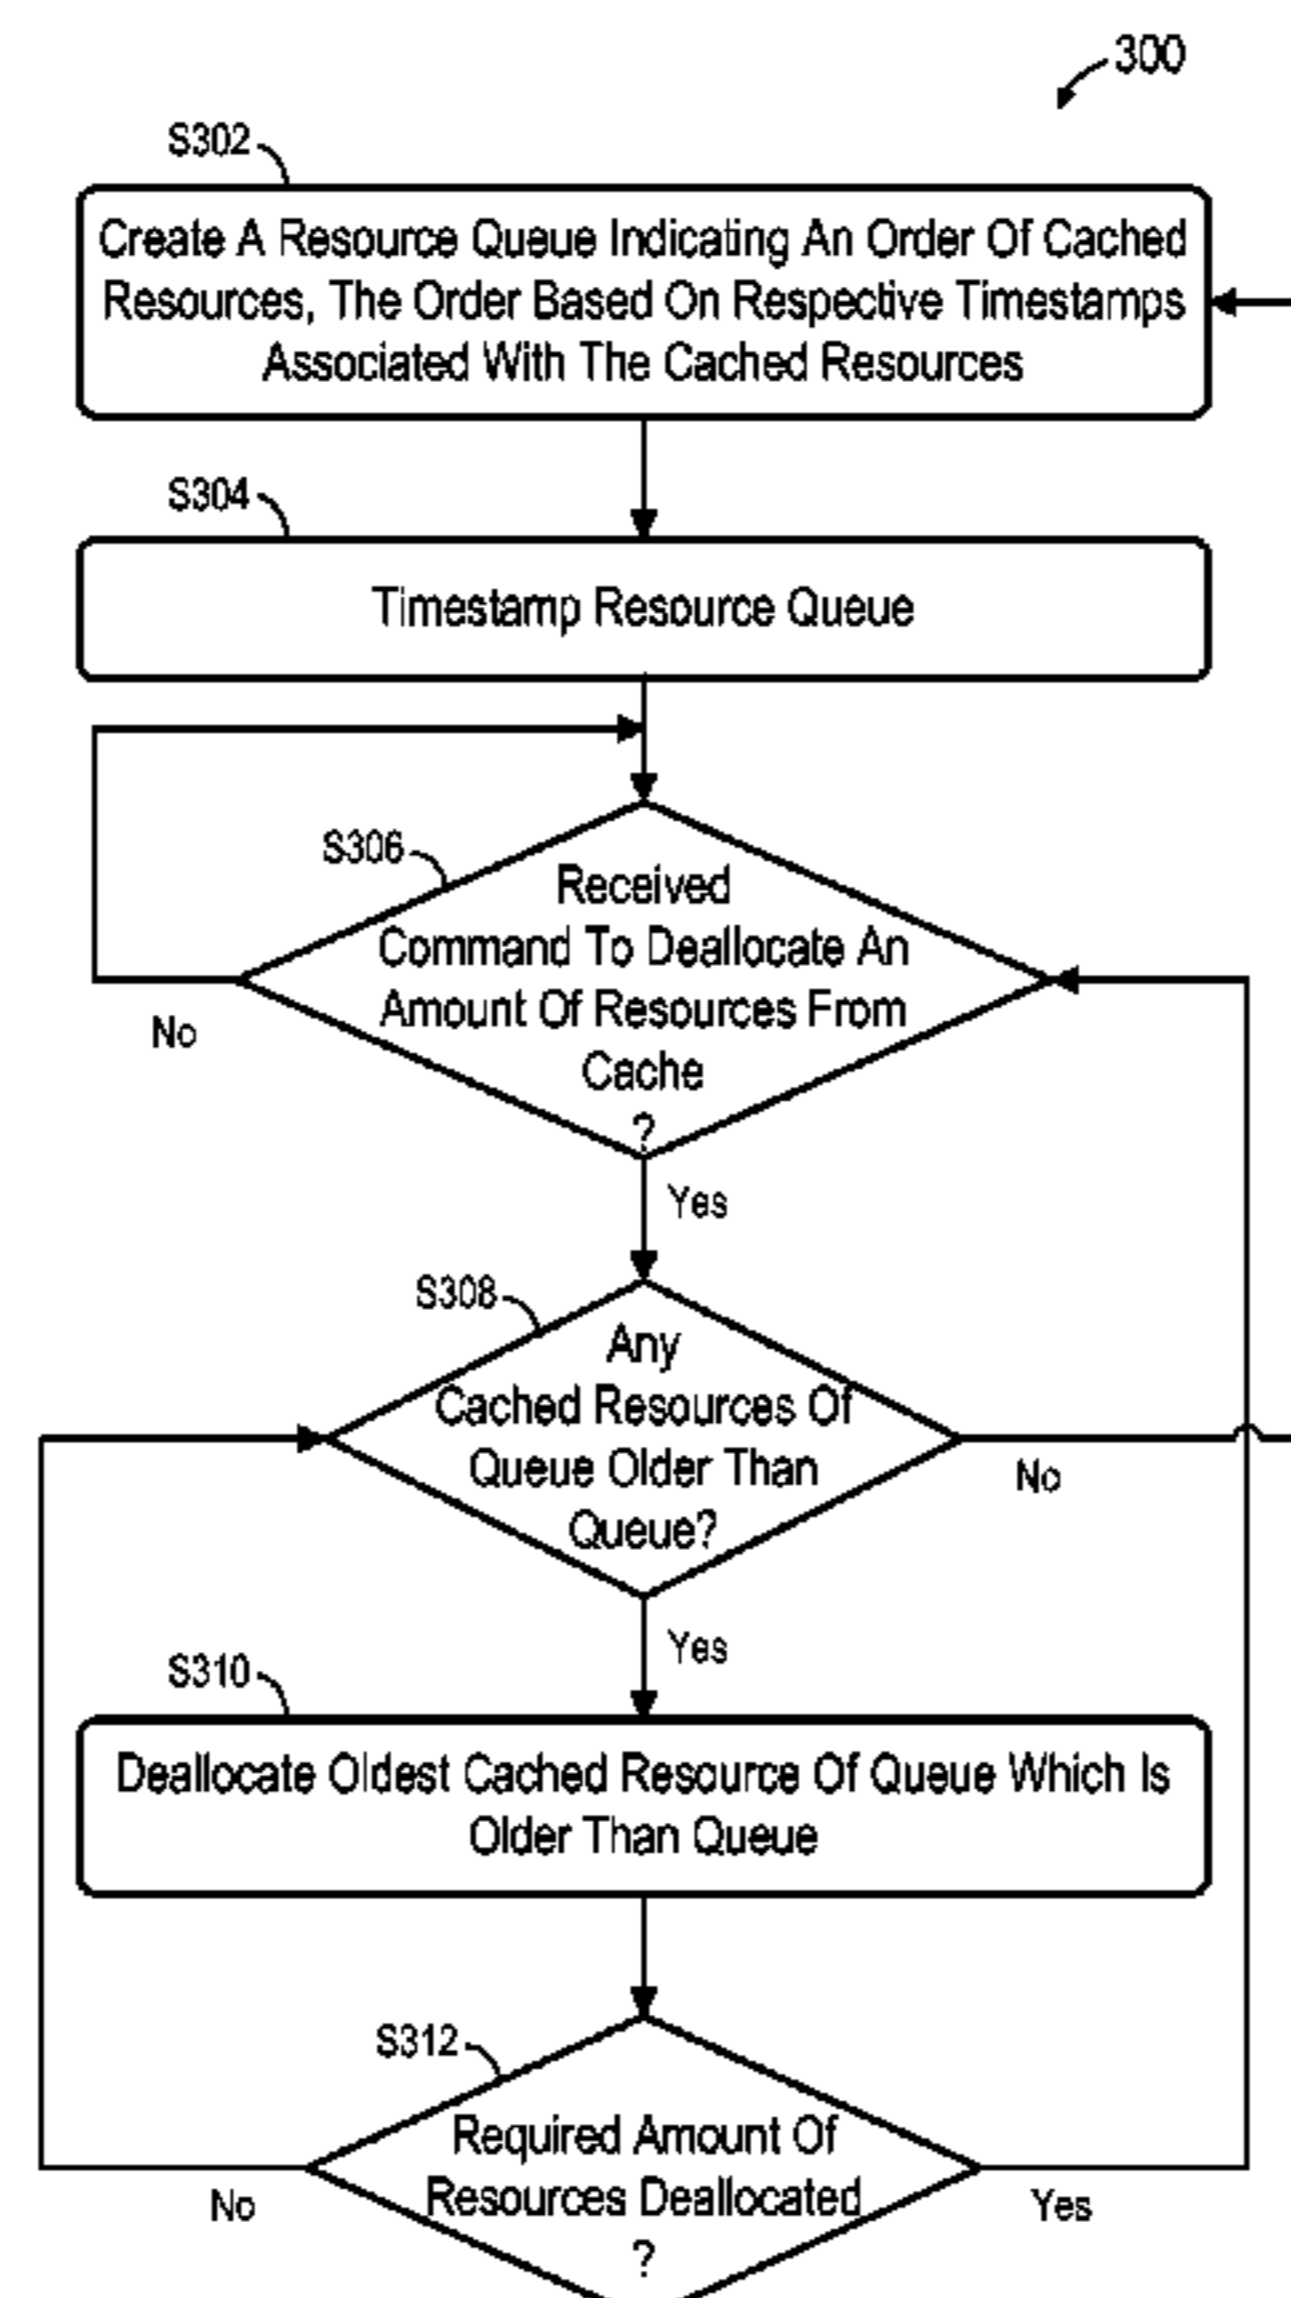 300
S302
Create A Resource Queue Indicating An Order Of Cached
Resources, The Order Based On Respective Timestamps
Associated With The Cached Resources
S304
Timestamp Resource Queue
S306
Received
Command To Deallocate An
Amount Of Resources From
Cache
?
No
Yes
S308
Any
Cached Resources Of
Queue Older Than
Queue?
No
Yes
S310
Deallocate Oldest Cached Resource Of Queue Which Is
Older Than Queue
S312
Required Amount Of
Resources Deallocated
?
No
Yes